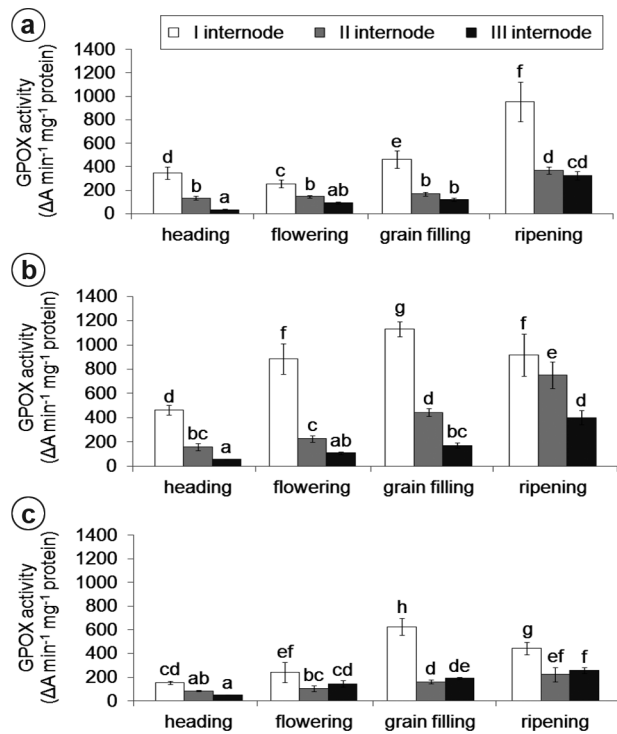 a
I internode II internode III internode
GPOX activity
(ΔA min⁻¹ mg⁻¹ protein)
1400
1200
1000
800
600
400
200
0
d b a c b ab e b b f d cd
heading flowering grain filling ripening
b
GPOX activity
(ΔA min⁻¹ mg⁻¹ protein)
1400
1200
1000
800
600
400
200
0
d bc a f c ab g d bc f e d
heading flowering grain filling ripening
c
GPOX activity
(ΔA min⁻¹ mg⁻¹ protein)
1400
1200
1000
800
600
400
200
0
cd ab a ef bc cd h d de g ef f
heading flowering grain filling ripening